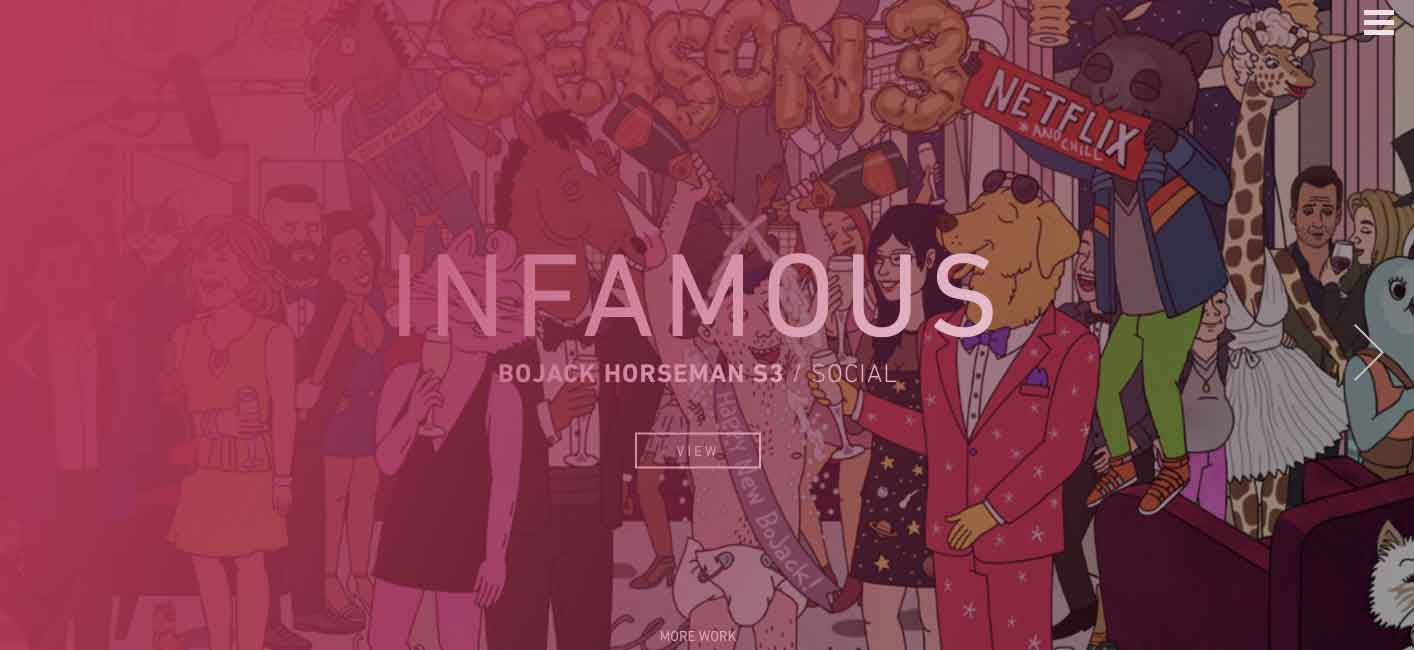 SEASON 3
NETFLIX
AND CHILL
INFAMOUS
BOJACK HORSEMAN S3 / SOCIAL
VIEW
Happy New BoJack!
MORE WORK